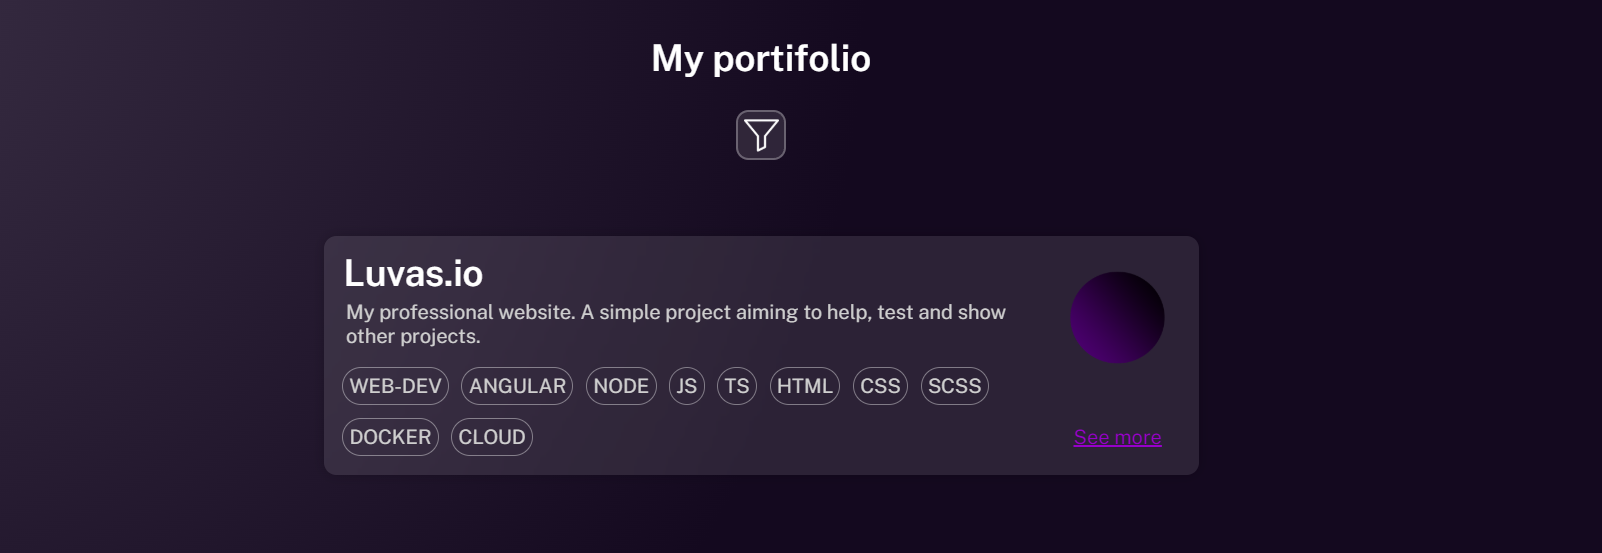 My portifolio
Luvas.io
My professional website. A simple project aiming to help, test and show
other projects.
WEB-DEV ANGULAR NODE JS TS HTML CSS SCSS
DOCKER CLOUD
See more